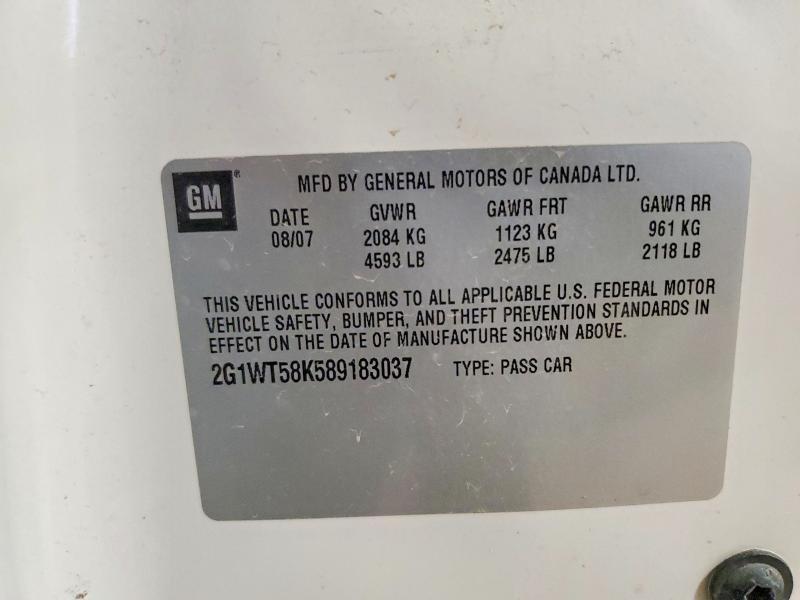 GM®
MFD BY GENERAL MOTORS OF CANADA LTD.
DATE GVWR GAWR FRT GAWR RR
08/07 2084 KG 1123 KG 961 KG
4593 LB 2475 LB 2118 LB
THIS VEHICLE CONFORMS TO ALL APPLICABLE U.S. FEDERAL MOTOR
VEHICLE SAFETY, BUMPER, AND THEFT PREVENTION STANDARDS IN
EFFECT ON THE DATE OF MANUFACTURE SHOWN ABOVE.
2G1WT58K589183037 TYPE: PASS CAR